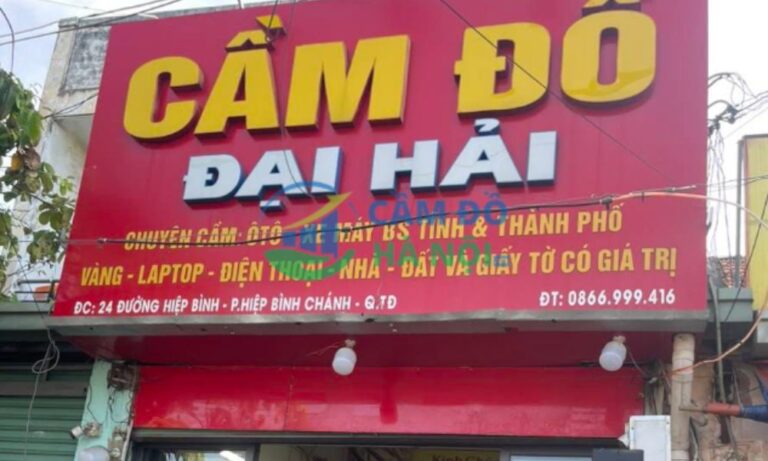 CẦM ĐỒ
ĐẠI HẢI
CHUYÊN CẦM: ÔTÔ - XE MÁY BS TỈNH & THÀNH PHỐ
VÀNG - LAPTOP - ĐIỆN THOẠI - NHÀ - ĐẤT VÀ GIẤY TỜ CÓ GIÁ TRỊ
ĐC: 24 ĐƯỜNG HIỆP BÌNH - P.HIỆP BÌNH CHÁNH - Q.TĐ
ĐT: 0866.999.416
CẦM ĐỒ
HÀ NỘI